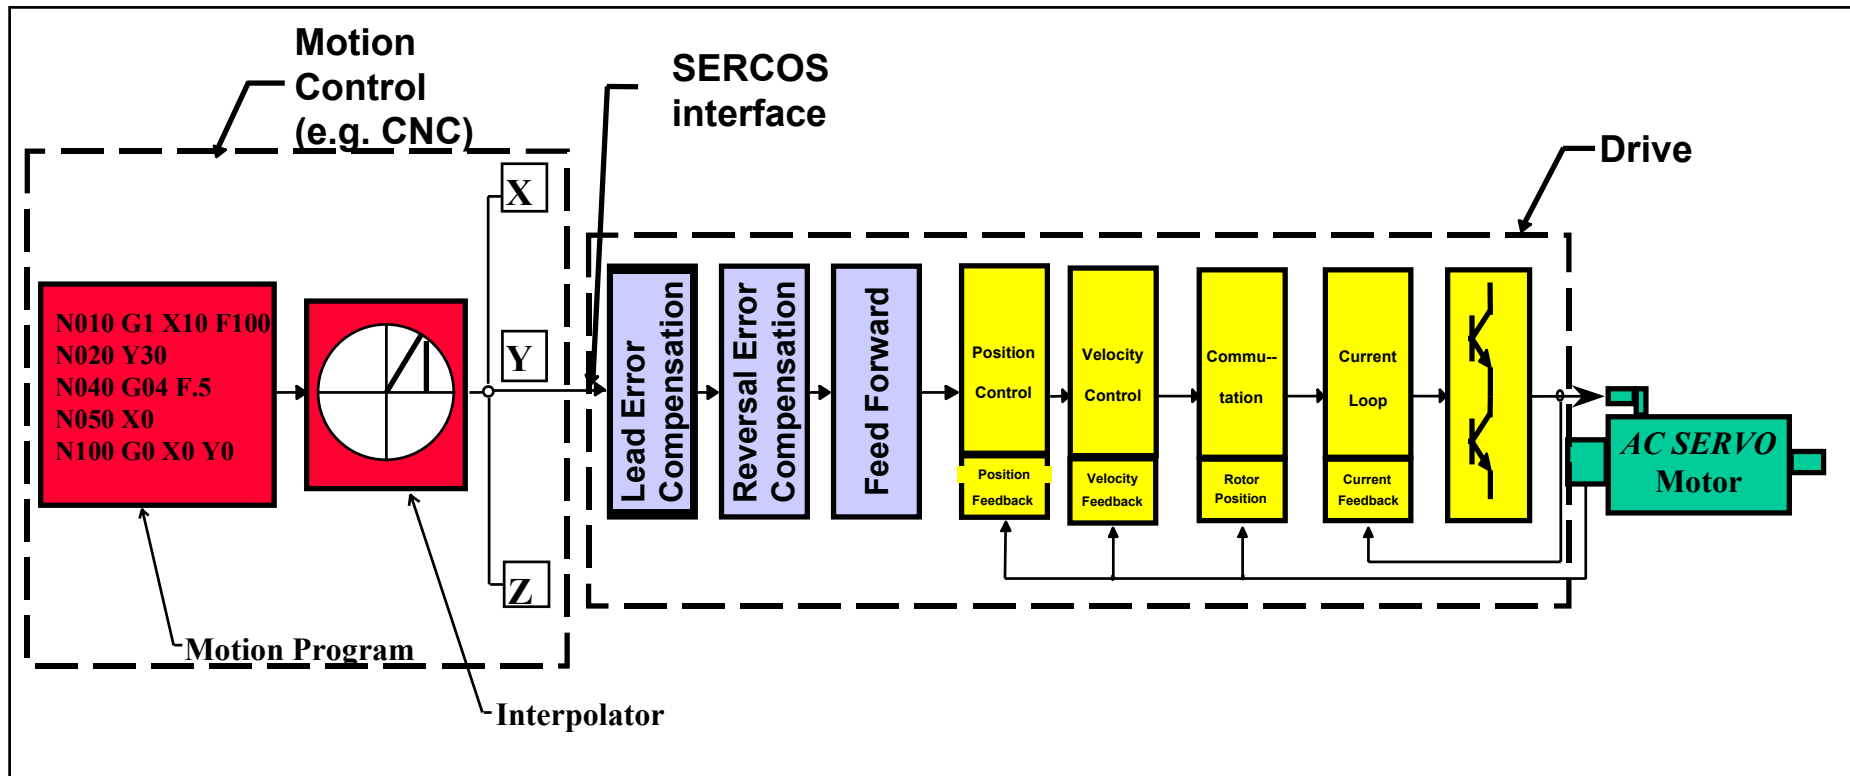 Motion
Control
(e.g. CNC)
SERCOS
interface
Drive
X
Y
Z
N010 G1 X10 F100
N020 Y30
N040 G04 F.5
N050 X0
N100 G0 X0 Y0
Motion Program
Interpolator
Lead Error
Compensation
Reversal Error
Compensation
Feed Forward
Position
Control
Position
Feedback
Velocity
Control
Velocity
Feedback
Commu--
tation
Rotor
Position
Current
Loop
Current
Feedback
AC SERVO
Motor